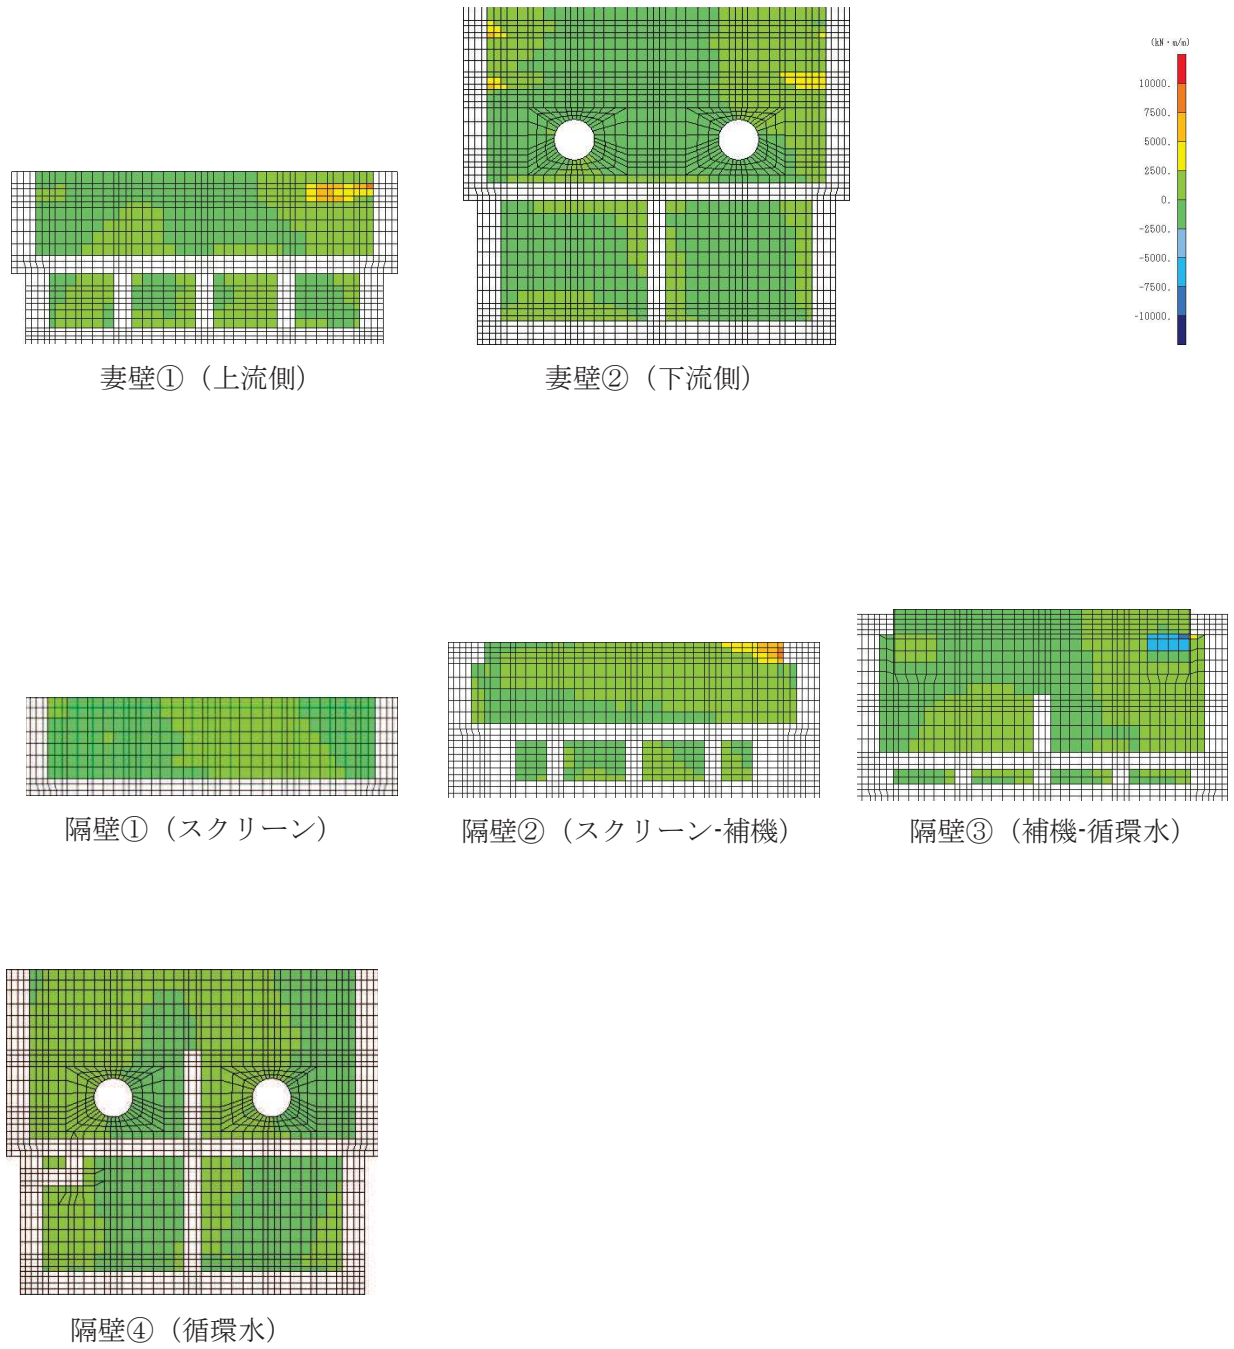 (kN・m/m)
10000.
7500.
5000.
2500.
0.
-2500.
-5000.
-7500.
-10000.
妻壁①（上流側）
妻壁②（下流側）
隔壁①（スクリーン）
隔壁②（スクリーン-補機）
隔壁③（補機-循環水）
隔壁④（循環水）